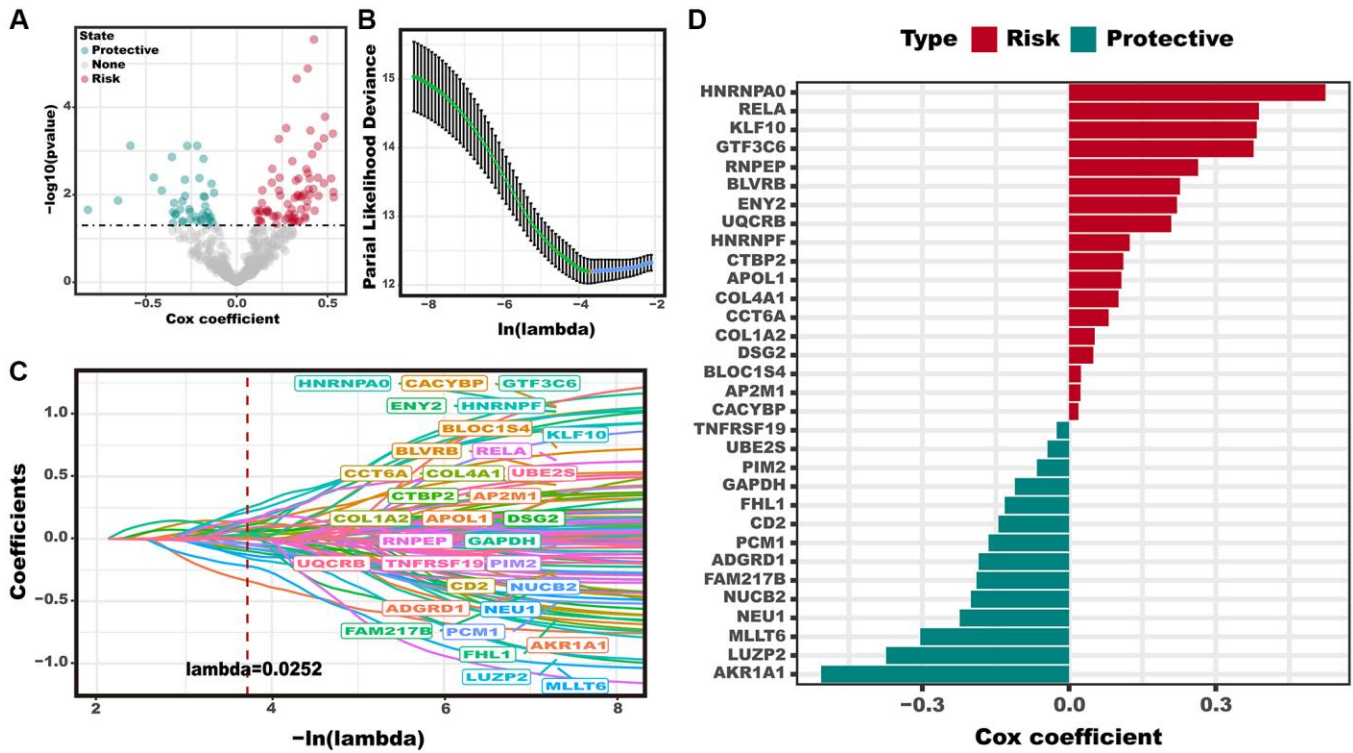 A
State
Protective
None
Risk
−log10(pvalue)
4
2
0
−0.5
0.0
0.5
Cox coefficient
B
Parial Likelihood Deviance
15
14
13
12
−8
−6
−4
−2
ln(lambda)
C
Coefficients
1.0
0.5
0.0
−0.5
−1.0
HNRNPA0 CACYBP GTF3C6
ENY2 HNRNPF
BLOC1S4 KLF10
BLVRB RELA
CCT6A COL4A1 UBE2S
CTBP2 AP2M1
COL1A2 APOL1 DSG2
RNPEP GAPDH
UQCRB TNFRSF19 PIM2
CD2 NUCB2
ADGRD1 NEU1
FAM217B PCM1
AKR1A1
FHL1
LUZP2
MLLT6
lambda=0.0252
2 4 6 8
−ln(lambda)
D
Type Risk Protective
HNRNPA0
RELA
KLF10
GTF3C6
RNPEP
BLVRB
ENY2
UQCRB
HNRNPF
CTBP2
APOL1
COL4A1
CCT6A
COL1A2
DSG2
BLOC1S4
AP2M1
CACYBP
TNFRSF19
UBE2S
PIM2
GAPDH
FHL1
CD2
PCM1
ADGRD1
FAM217B
NUCB2
NEU1
MLLT6
LUZP2
AKR1A1
−0.3 0.0 0.3
Cox coefficient